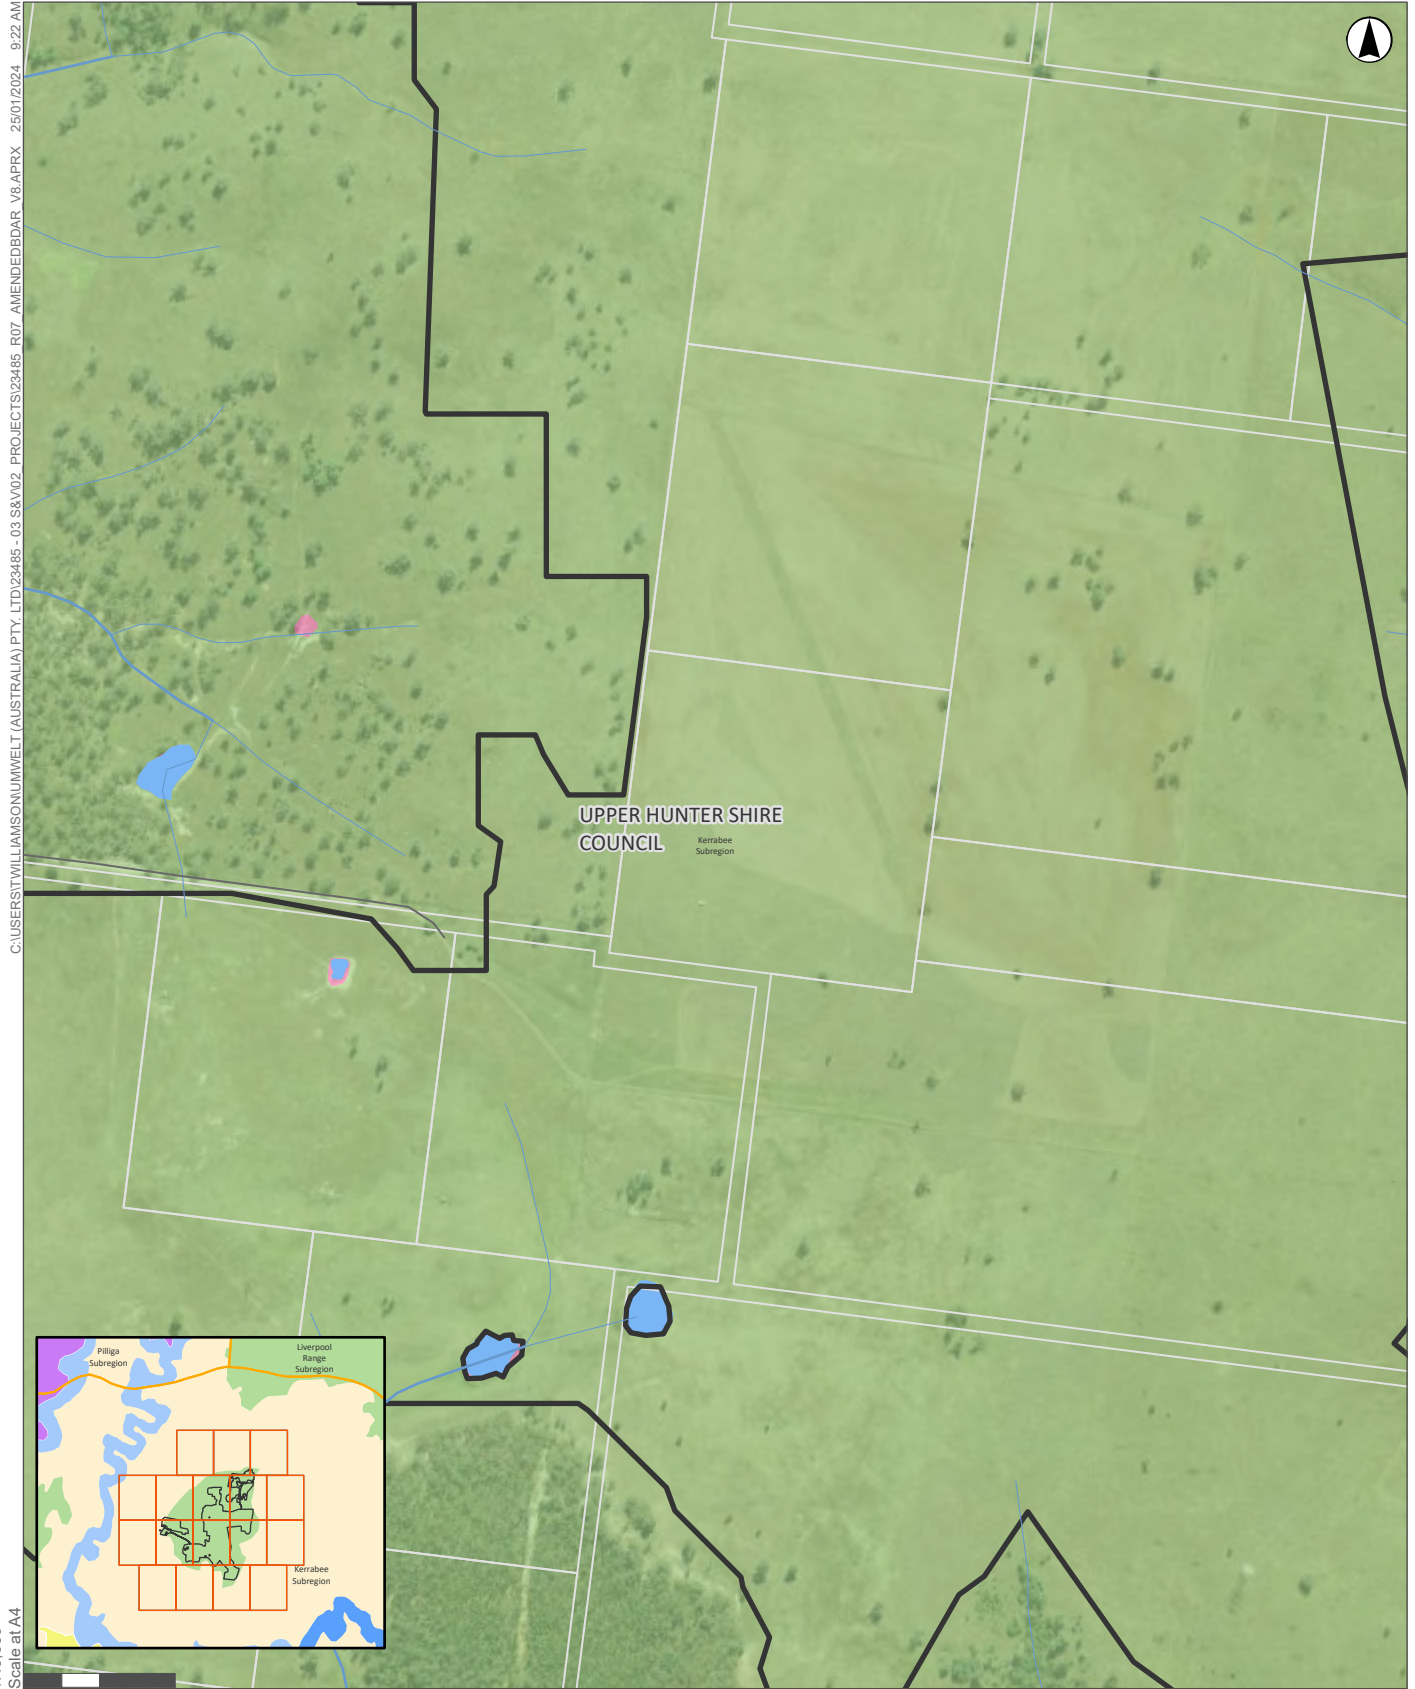 C:\USERS\TWILLIAMSON\UMWELT (AUSTRALIA) PTY. LTD\23485 - 03 S&V\02_PROJECTS\23485_R07_AMENDEDBDAR_V8.APRX 25/01/2024 9:22 AM
UPPER HUNTER SHIRE
COUNCIL
Kerrabee
Subregion
Pilliga
Subregion
Liverpool
Range
Subregion
Kerrabee
Subregion
Scale at A4